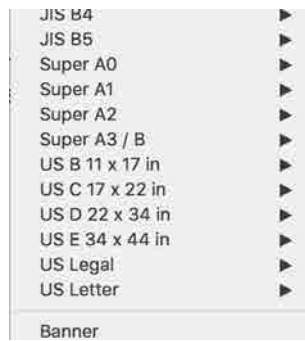 JIS B4
JIS B5
Super A0
Super A1
Super A2
Super A3 / B
US B 11 x 17 in
US C 17 x 22 in
US D 22 x 34 in
US E 34 x 44 in
US Legal
US Letter
Banner